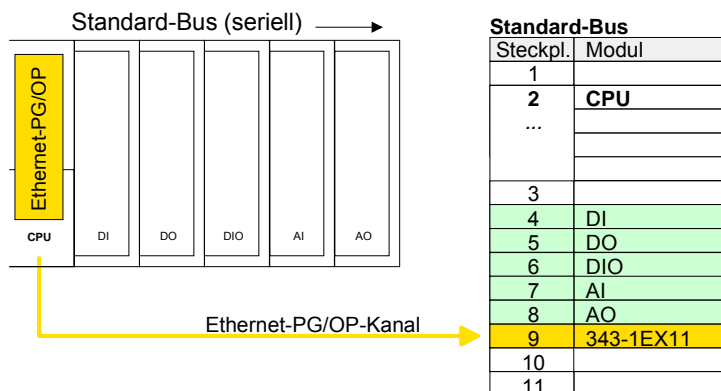 Standard-Bus (seriell)
Ethernet-PG/OP
CPU
DI
DO
DIO
AI
AO
Ethernet-PG/OP-Kanal
Standard-Bus
Steckpl. Modul
1
2 CPU
...
3
4 DI
5 DO
6 DIO
7 AI
8 AO
9 343-1EX11
10
11